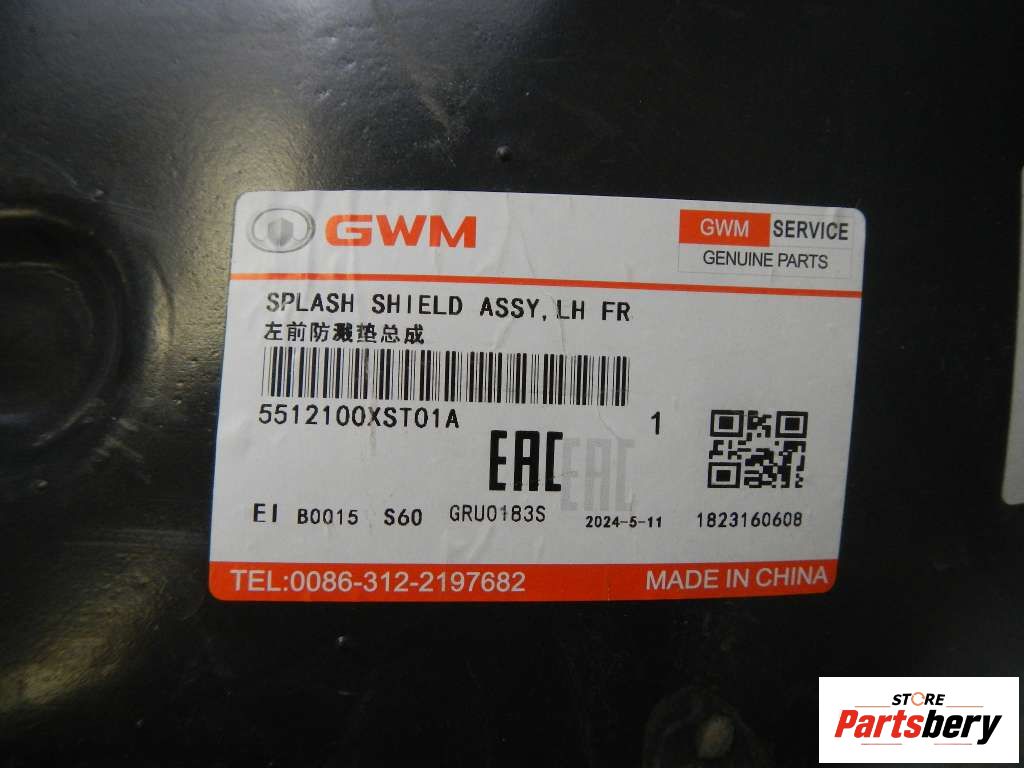 GWM
GWM SERVICE
GENUINE PARTS
SPLASH SHIELD ASSY, LH FR
左前防溅垫总成
5512100XST01A
1
EAC EAC
EI B0015 S60 GRU0183S 2024-5-11 1823160608
TEL:0086-312-2197682 MADE IN CHINA
STORE
Partsbery